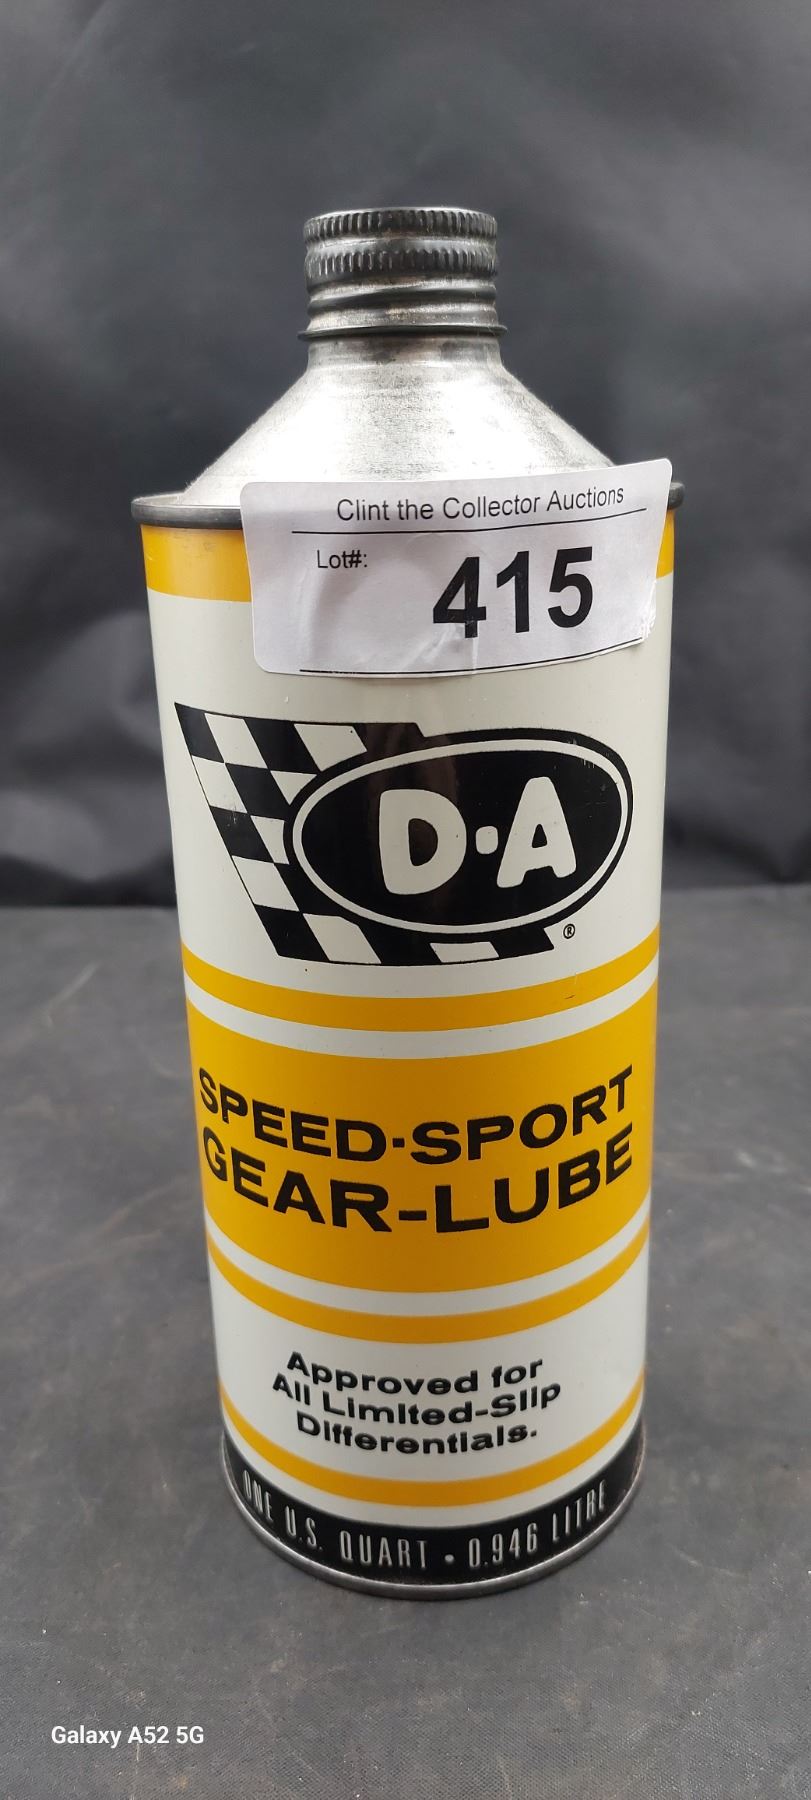 Clint the Collector Auctions
Lot#: 415
D·A
®
SPEED·SPORT
GEAR-LUBE
Approved for
All Limited-Slip
Differentials.
ONE U.S. QUART • 0.946 LITRE
Galaxy A52 5G